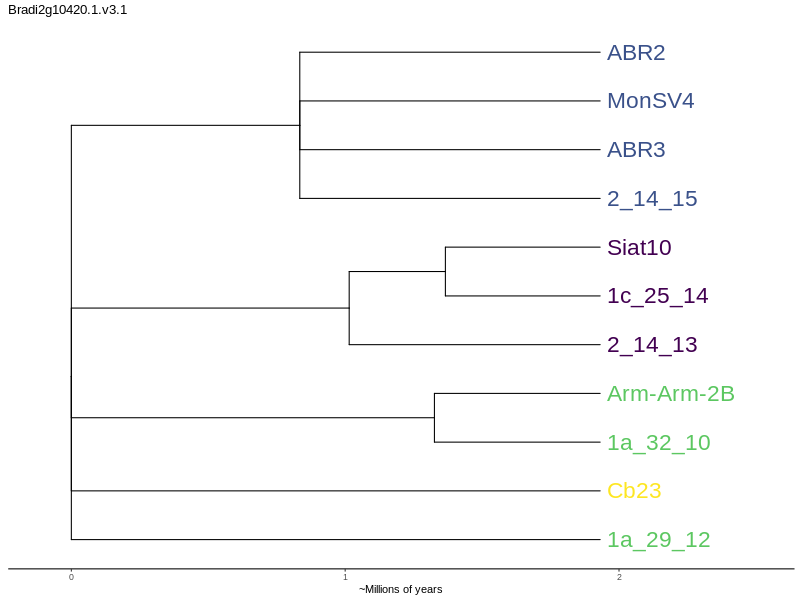 Bradi2g10420.1.v3.1
ABR2
MonSV4
ABR3
2_14_15
Siat10
1c_25_14
2_14_13
Arm-Arm-2B
1a_32_10
Cb23
1a_29_12
0 1 2
~Millions of years